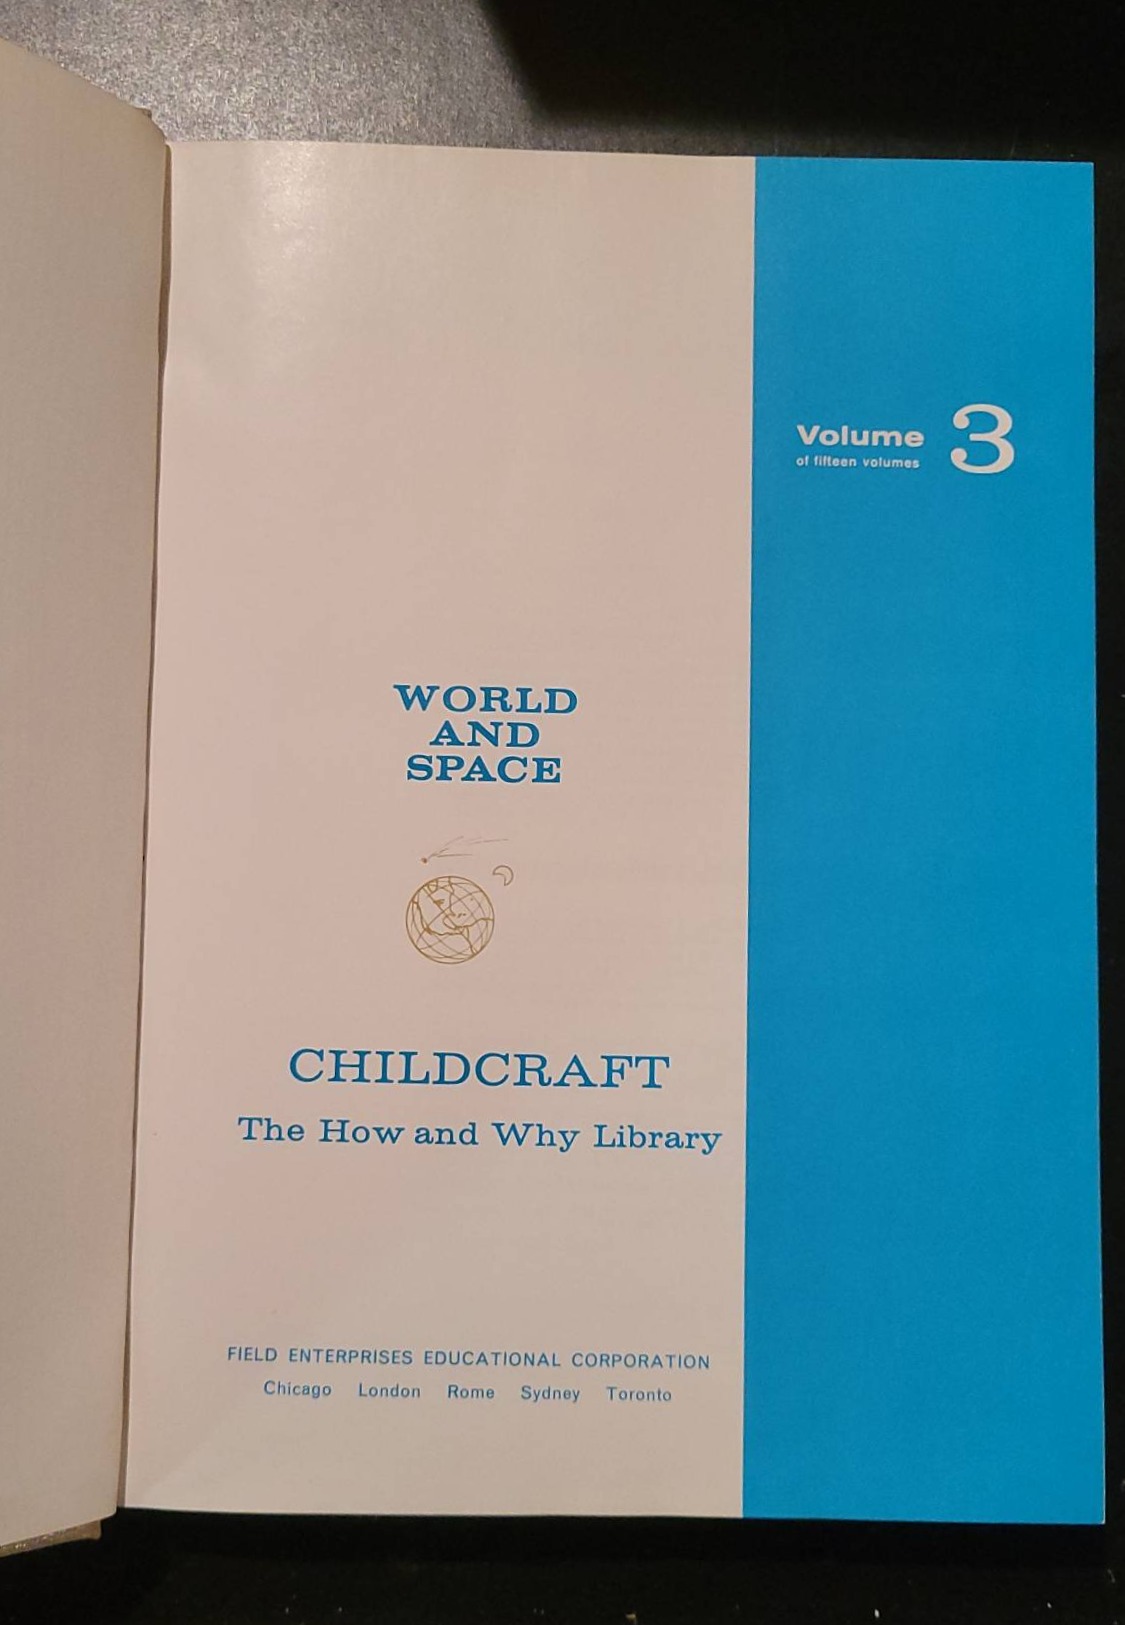 Volume 3
of fifteen volumes
WORLD
AND
SPACE
CHILDCRAFT
The How and Why Library
FIELD ENTERPRISES EDUCATIONAL CORPORATION
Chicago London Rome Sydney Toronto